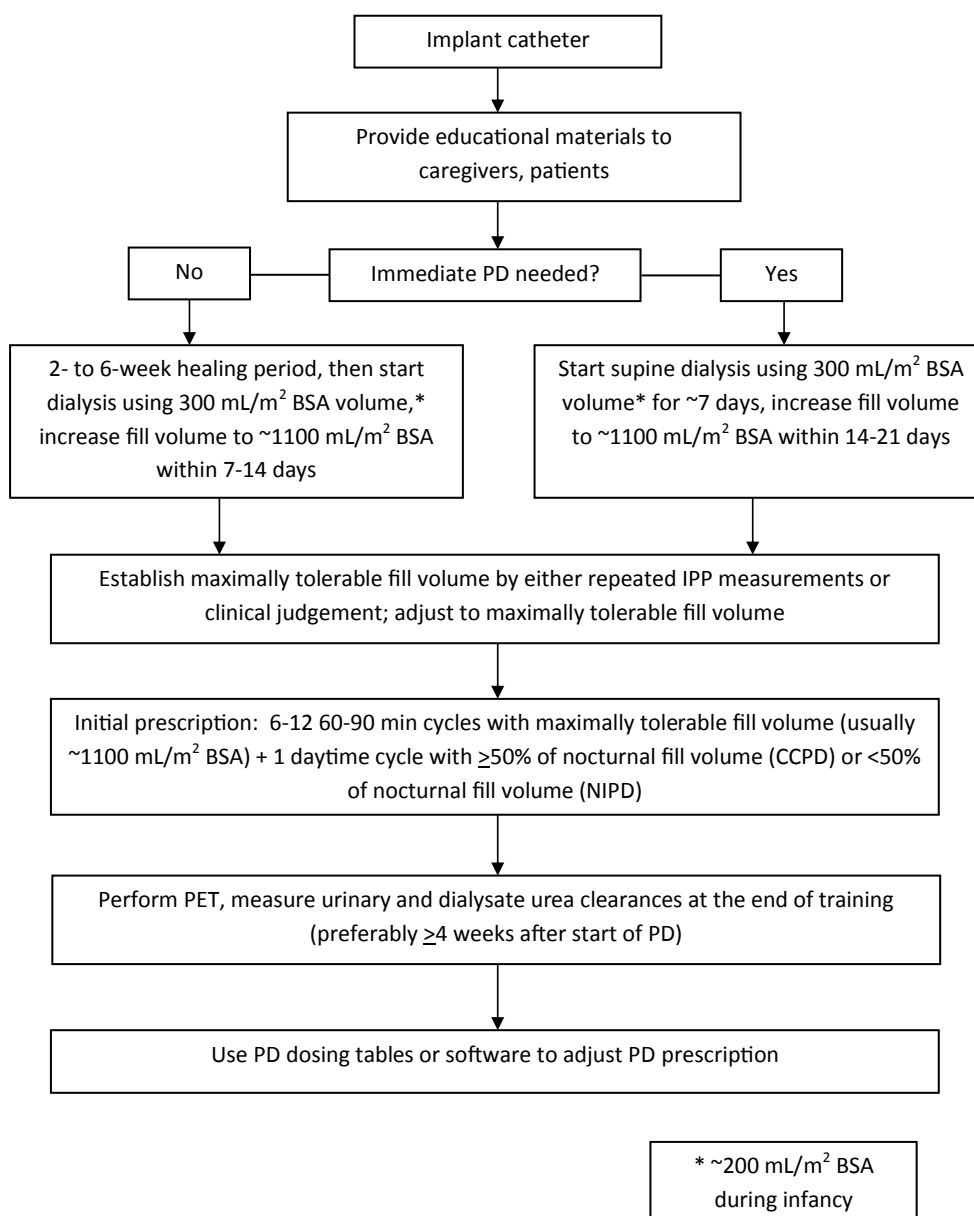 Implant catheter
Provide educational materials to
caregivers, patients
No
Immediate PD needed?
Yes
2- to 6-week healing period, then start
dialysis using 300 mL/m² BSA volume,*
increase fill volume to ~1100 mL/m² BSA
within 7-14 days
Start supine dialysis using 300 mL/m² BSA
volume* for ~7 days, increase fill volume
to ~1100 mL/m² BSA within 14-21 days
Establish maximally tolerable fill volume by either repeated IPP measurements or
clinical judgement; adjust to maximally tolerable fill volume
Initial prescription:  6-12 60-90 min cycles with maximally tolerable fill volume (usually
~1100 mL/m² BSA) + 1 daytime cycle with ≥50% of nocturnal fill volume (CCPD) or <50%
of nocturnal fill volume (NIPD)
Perform PET, measure urinary and dialysate urea clearances at the end of training
(preferably ≥4 weeks after start of PD)
Use PD dosing tables or software to adjust PD prescription
* ~200 mL/m² BSA
during infancy